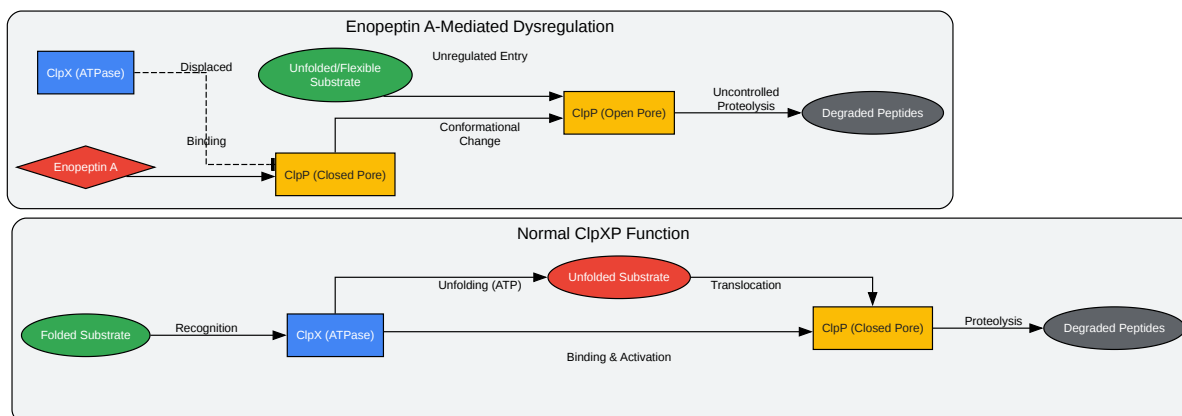 Enopeptin A-Mediated Dysregulation
Unregulated Entry
ClpX (ATPase)
Displaced
Unfolded/Flexible
Substrate
ClpP (Open Pore)
Uncontrolled
Proteolysis
Degraded Peptides
Binding
Conformational
Change
Enopeptin A
ClpP (Closed Pore)
Normal ClpXP Function
Unfolding (ATP)
Unfolded Substrate
Translocation
Folded Substrate
Recognition
ClpX (ATPase)
ClpP (Closed Pore)
Proteolysis
Degraded Peptides
Binding & Activation